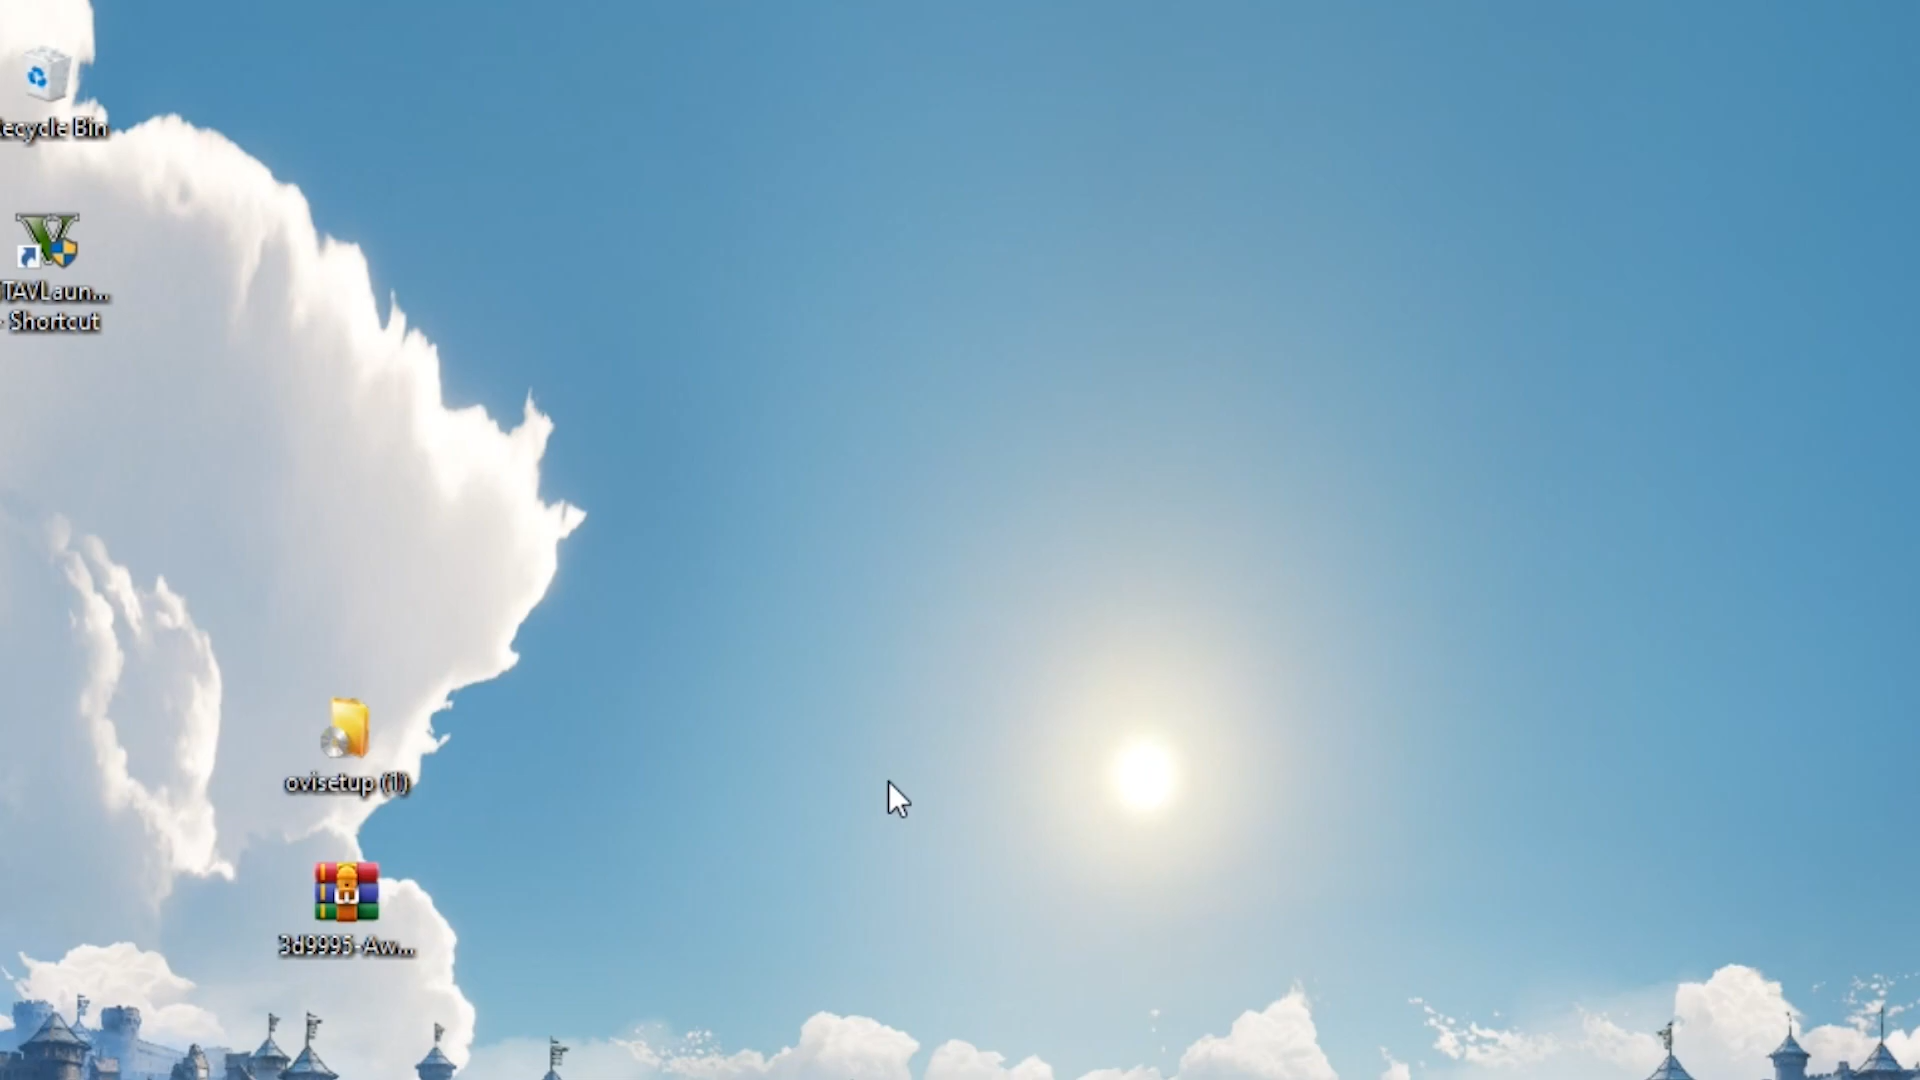 ecycle Bin
TAVLaun...
- Shortcut
ovisetup (1)
3d9995-Aw...